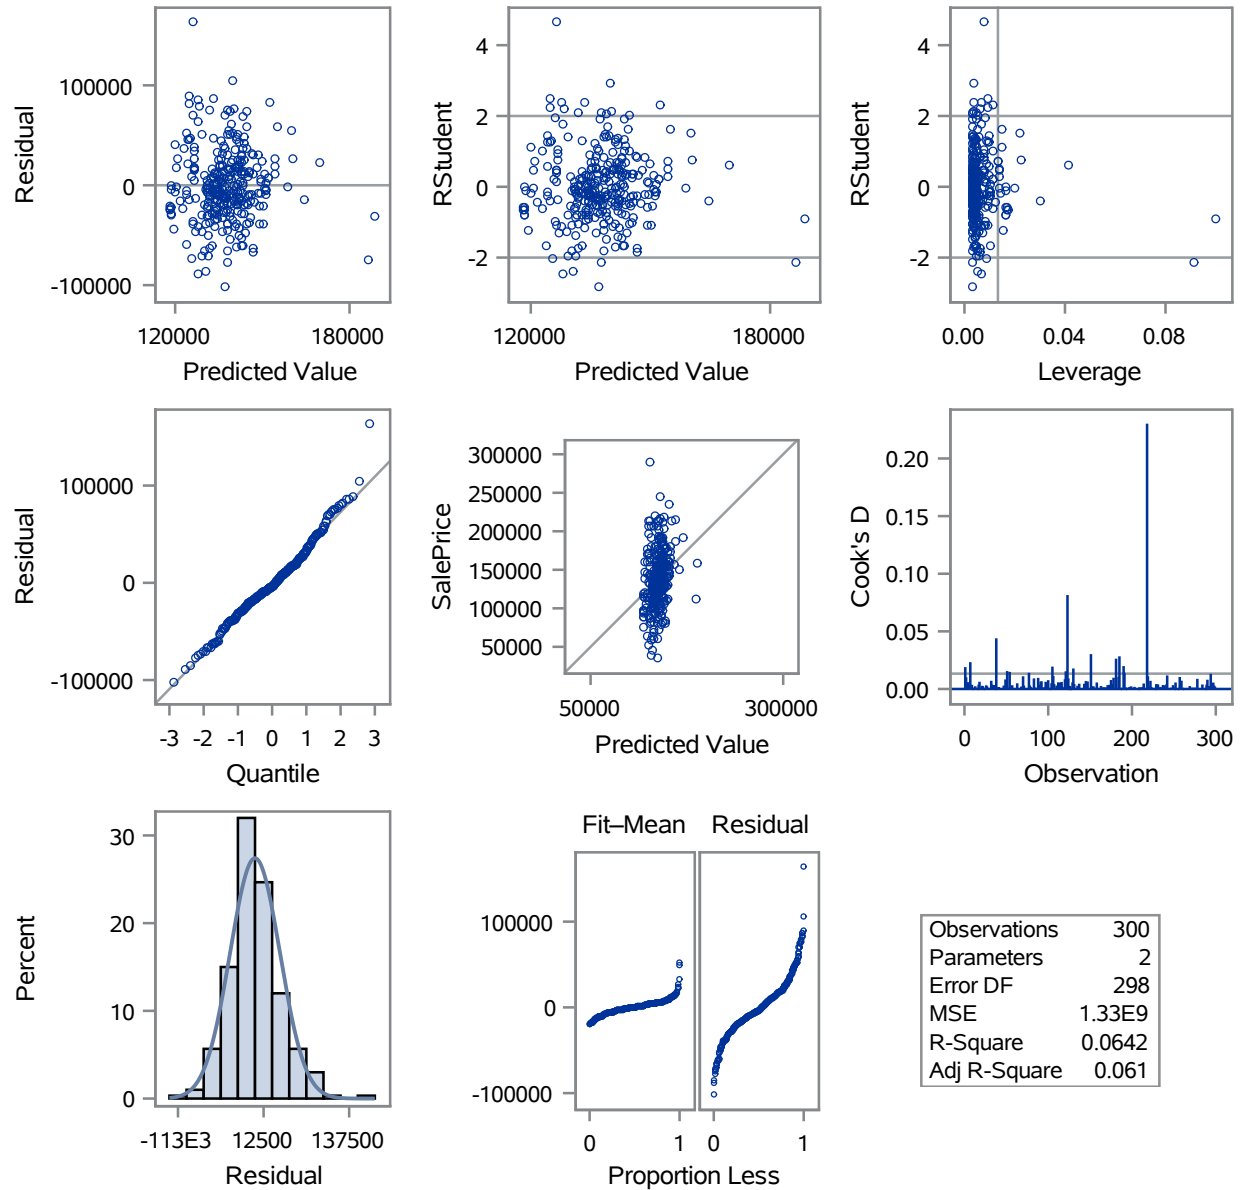 Residual
100000
0
-100000
120000 180000
Predicted Value
RStudent
4
2
0
-2
120000 180000
Predicted Value
RStudent
4
2
0
-2
0.00 0.04 0.08
Leverage
Residual
100000
0
-100000
-3 -2 -1 0 1 2 3
Quantile
SalePrice
300000
250000
200000
150000
100000
50000
50000 300000
Predicted Value
Cook's D
0.20
0.15
0.10
0.05
0.00
0 100 200 300
Observation
Percent
30
20
10
0
-113E3 12500 137500
Residual
Fit–Mean Residual
100000
0
-100000
0 1 0 1
Proportion Less
Observations 300
Parameters 2
Error DF 298
MSE 1.33E9
R-Square 0.0642
Adj R-Square 0.061